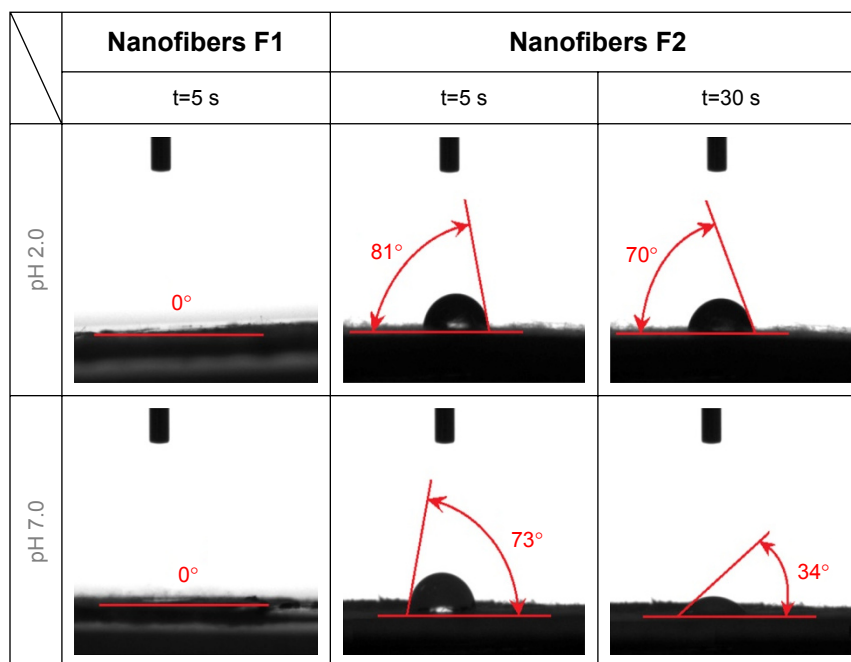 Nanofibers F1
Nanofibers F2
t=5 s
t=5 s
t=30 s
pH 2.0
0°
81°
70°
pH 7.0
0°
73°
34°